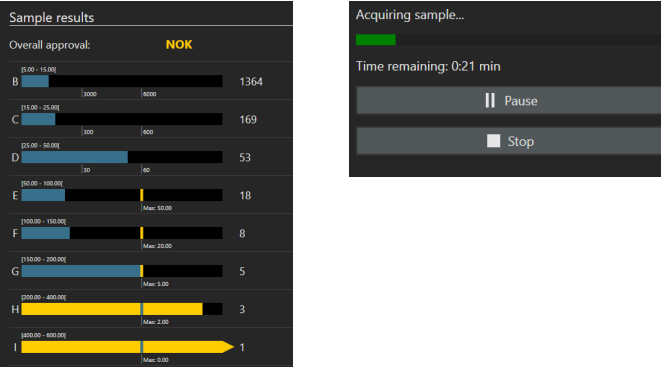 Sample results
Overall approval: NOK
[5.00 - 15.00[
B 1364
3000 6000
[15.00 - 25.00[
C 169
300 600
[25.00 - 50.00[
D 53
30 60
[50.00 - 100.00[
E 18
Max: 50.00
[100.00 - 150.00[
F 8
Max: 20.00
[150.00 - 200.00[
G 5
Max: 5.00
[200.00 - 400.00[
H 3
Max: 2.00
[400.00 - 600.00[
I 1
Max: 0.00
Acquiring sample...
Time remaining: 0:21 min
Pause
Stop